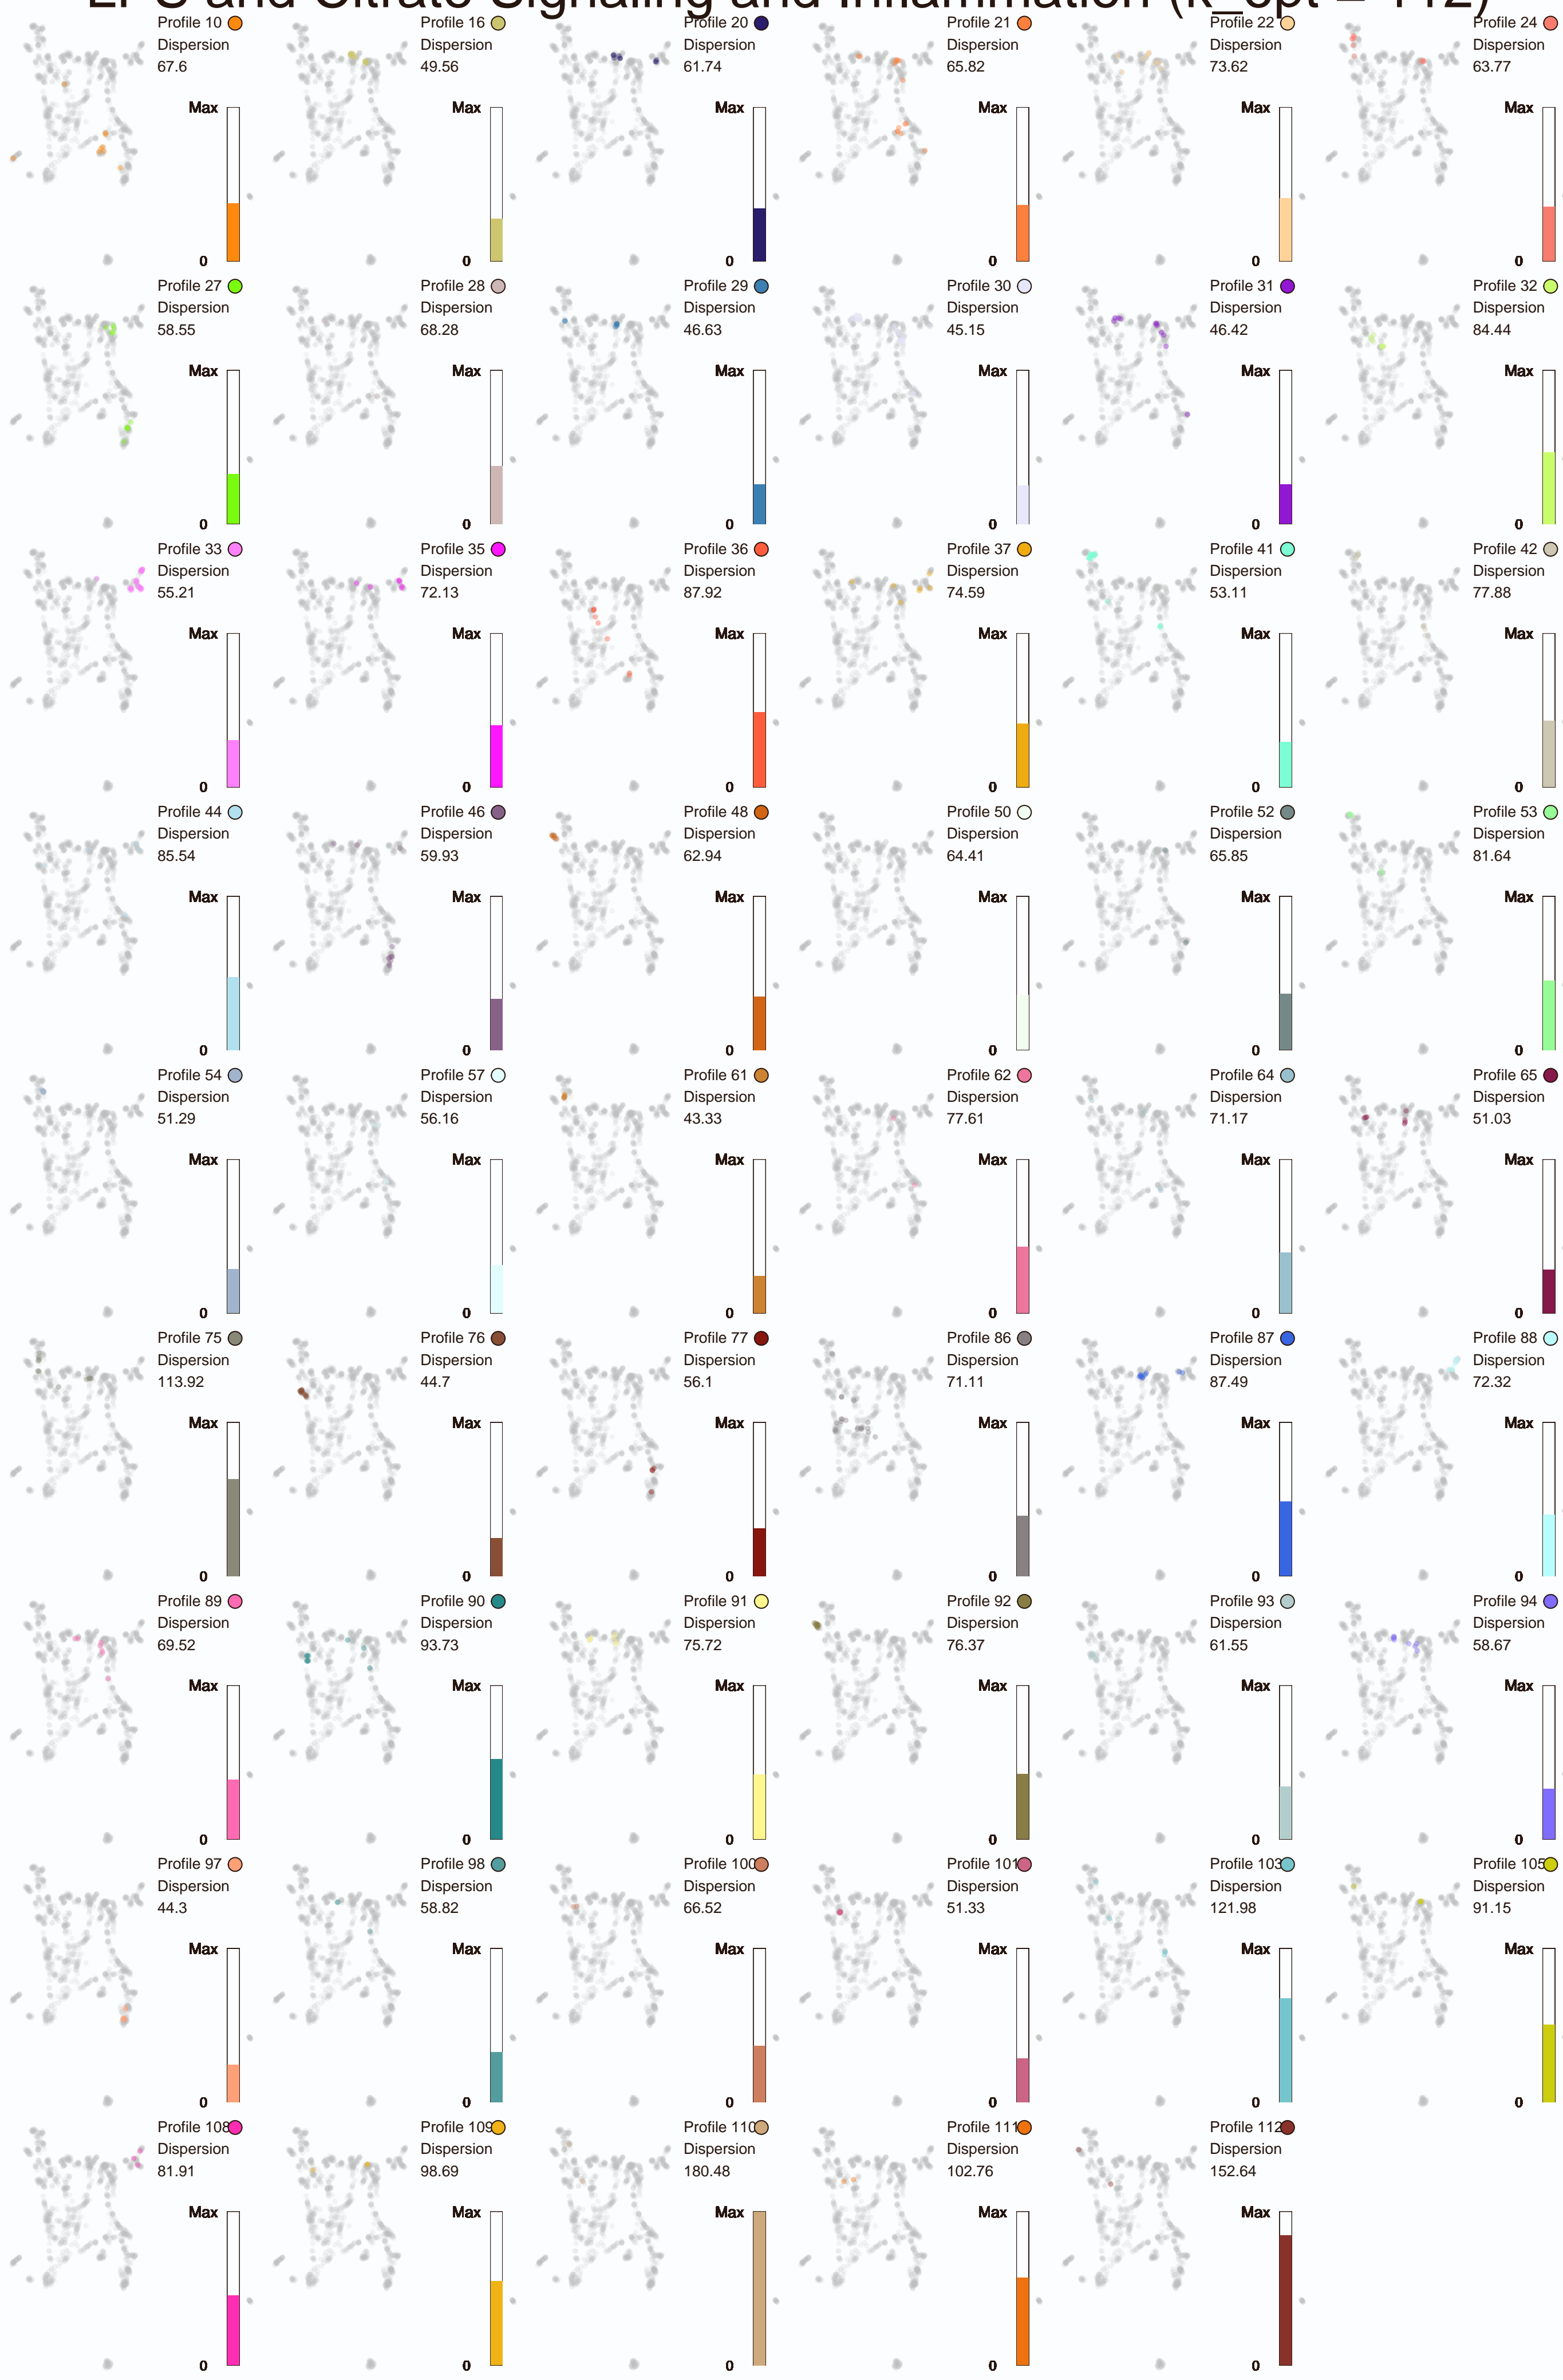 LPS and Citrate Signaling and Inflammation (k_opt = 112)
Profile 10
Dispersion
67.6
Max
0
Profile 16
Dispersion
49.56
Max
0
Profile 20
Dispersion
61.74
Max
0
Profile 21
Dispersion
65.82
Max
0
Profile 22
Dispersion
73.62
Max
0
Profile 24
Dispersion
63.77
Max
0
Profile 27
Dispersion
58.55
Max
0
Profile 28
Dispersion
68.28
Max
0
Profile 29
Dispersion
46.63
Max
0
Profile 30
Dispersion
45.15
Max
0
Profile 31
Dispersion
46.42
Max
0
Profile 32
Dispersion
84.44
Max
0
Profile 33
Dispersion
55.21
Max
0
Profile 35
Dispersion
72.13
Max
0
Profile 36
Dispersion
87.92
Max
0
Profile 37
Dispersion
74.59
Max
0
Profile 41
Dispersion
53.11
Max
0
Profile 42
Dispersion
77.88
Max
0
Profile 44
Dispersion
85.54
Max
0
Profile 46
Dispersion
59.93
Max
0
Profile 48
Dispersion
62.94
Max
0
Profile 50
Dispersion
64.41
Max
0
Profile 52
Dispersion
65.85
Max
0
Profile 53
Dispersion
81.64
Max
0
Profile 54
Dispersion
51.29
Max
0
Profile 57
Dispersion
56.16
Max
0
Profile 61
Dispersion
43.33
Max
0
Profile 62
Dispersion
77.61
Max
0
Profile 64
Dispersion
71.17
Max
0
Profile 65
Dispersion
51.03
Max
0
Profile 75
Dispersion
113.92
Max
0
Profile 76
Dispersion
44.7
Max
0
Profile 77
Dispersion
56.1
Max
0
Profile 86
Dispersion
71.11
Max
0
Profile 87
Dispersion
87.49
Max
0
Profile 88
Dispersion
72.32
Max
0
Profile 89
Dispersion
69.52
Max
0
Profile 90
Dispersion
93.73
Max
0
Profile 91
Dispersion
75.72
Max
0
Profile 92
Dispersion
76.37
Max
0
Profile 93
Dispersion
61.55
Max
0
Profile 94
Dispersion
58.67
Max
0
Profile 97
Dispersion
44.3
Max
0
Profile 98
Dispersion
58.82
Max
0
Profile 100
Dispersion
66.52
Max
0
Profile 101
Dispersion
51.33
Max
0
Profile 103
Dispersion
121.98
Max
0
Profile 105
Dispersion
91.15
Max
0
Profile 108
Dispersion
81.91
Max
0
Profile 109
Dispersion
98.69
Max
0
Profile 110
Dispersion
180.48
Max
0
Profile 111
Dispersion
102.76
Max
0
Profile 112
Dispersion
152.64
Max
0